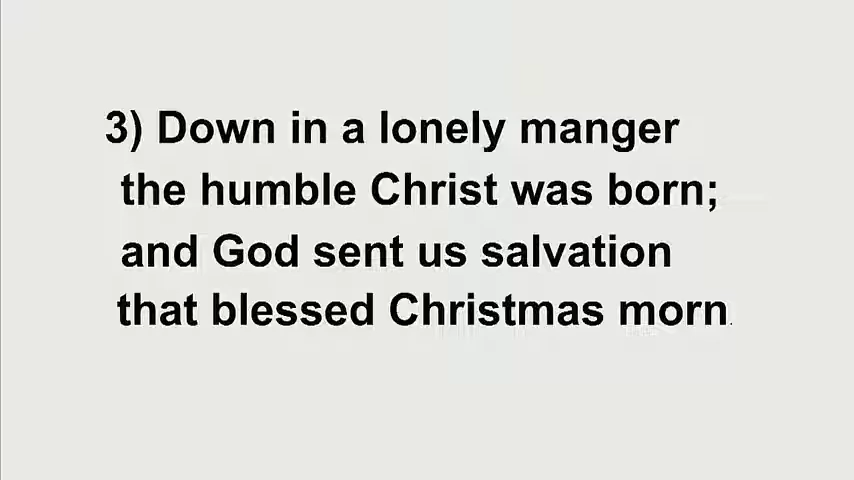 3) Down in a lonely manger
the humble Christ was born;
and God sent us salvation
that blessed Christmas morn.